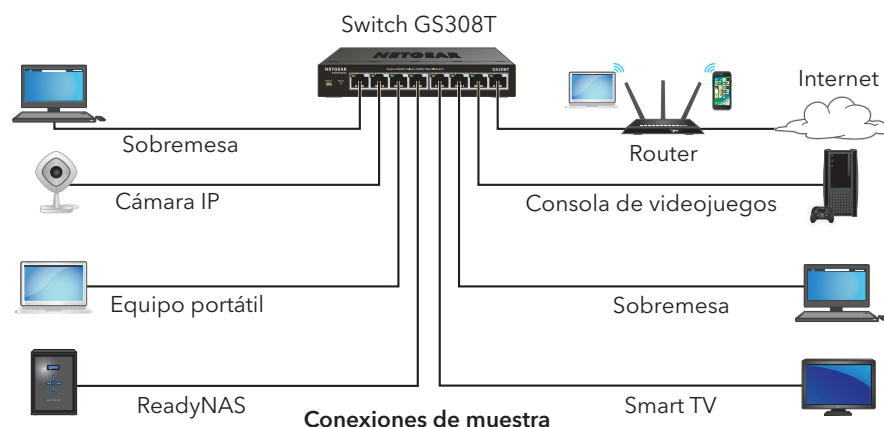 Switch GS308T
NETGEAR
NETGEAR
GS308T
Internet
Sobremesa
Router
Cámara IP
Consola de videojuegos
Equipo portátil
Sobremesa
ReadyNAS
Smart TV
Conexiones de muestra